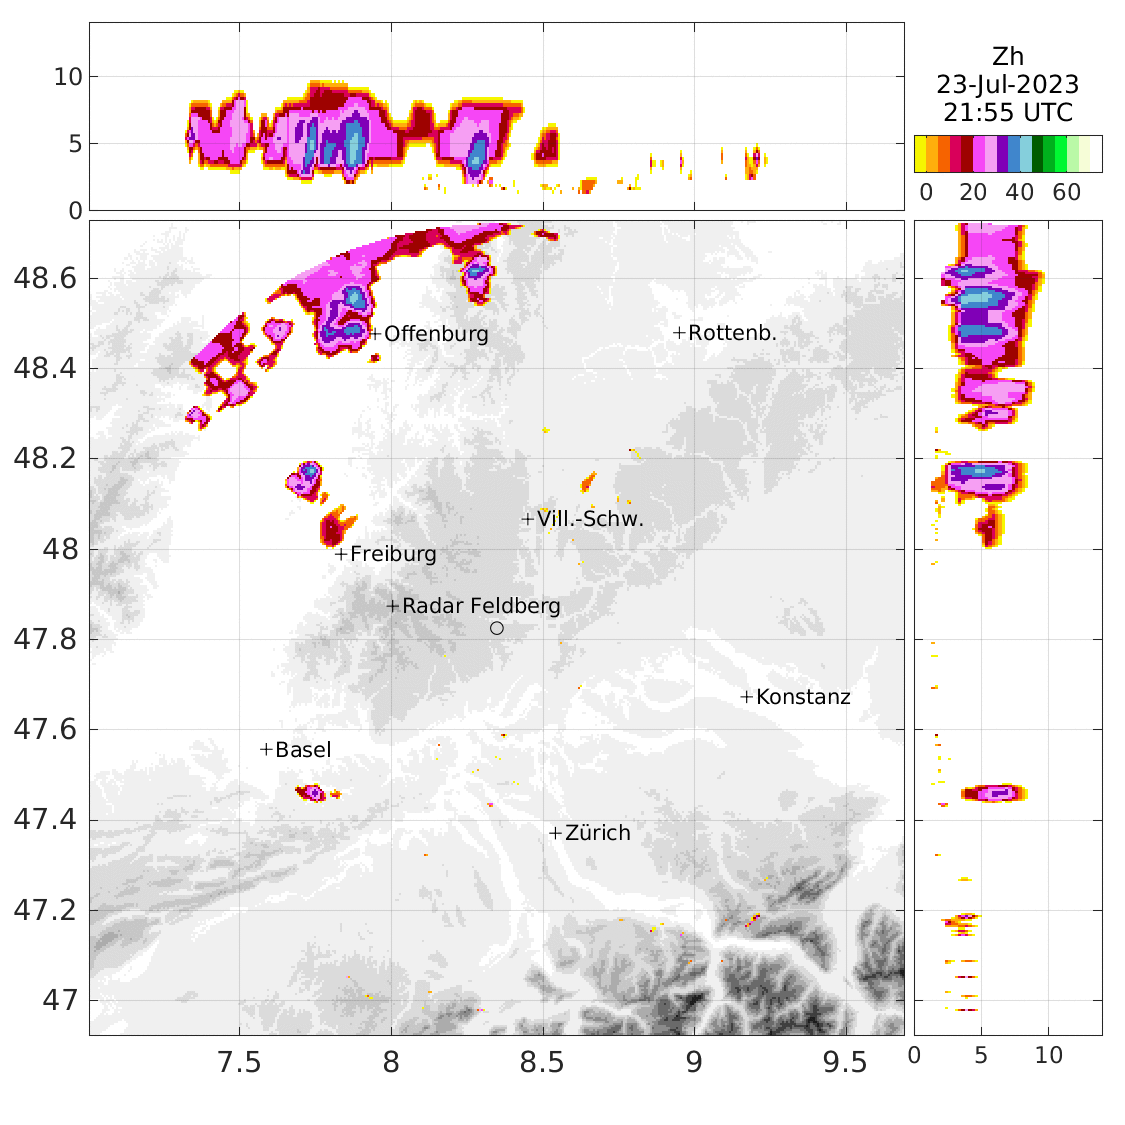 10
5
0
Zh
23-Jul-2023
21:55 UTC
0 20 40 60
48.6
48.4
48.2
48
47.8
47.6
47.4
47.2
47
Offenburg
Rottenb.
Vill.-Schw.
Freiburg
Radar Feldberg
Konstanz
Basel
Zürich
7.5 8 8.5 9 9.5
0 5 10